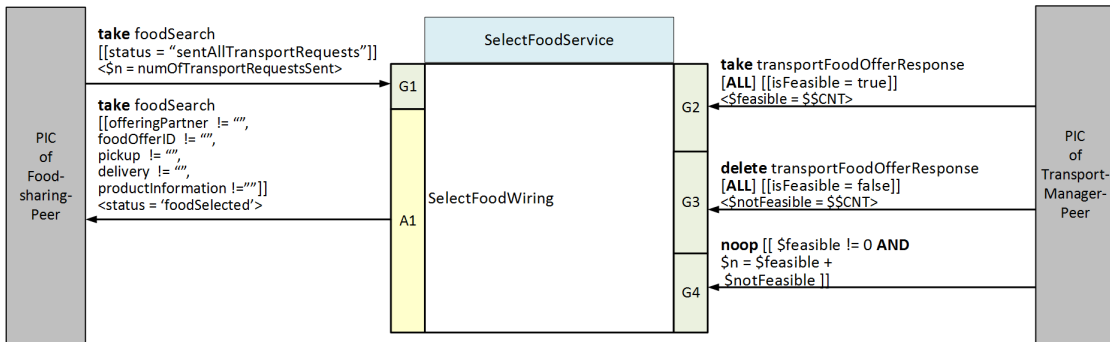 PIC
of
Food-
sharing-
Peer
take foodSearch
[[status = “sentAllTransportRequests”]]
<$n = numOfTransportRequestsSent>
take foodSearch
[[offeringPartner != “”,
foodOfferID != “”,
pickup != “”,
delivery != “”,
productInformation !=””]]
<status = ‘foodSelected’>
G1
A1
SelectFoodService
SelectFoodWiring
G2
G3
G4
take transportFoodOfferResponse
[ALL] [[isFeasible = true]]
<$feasible = $$CNT>
delete transportFoodOfferResponse
[ALL] [[isFeasible = false]]
<$notFeasible = $$CNT>
noop [[ $feasible != 0 AND
$n = $feasible +
$notFeasible ]]
PIC
of
Transport-
Manager-
Peer